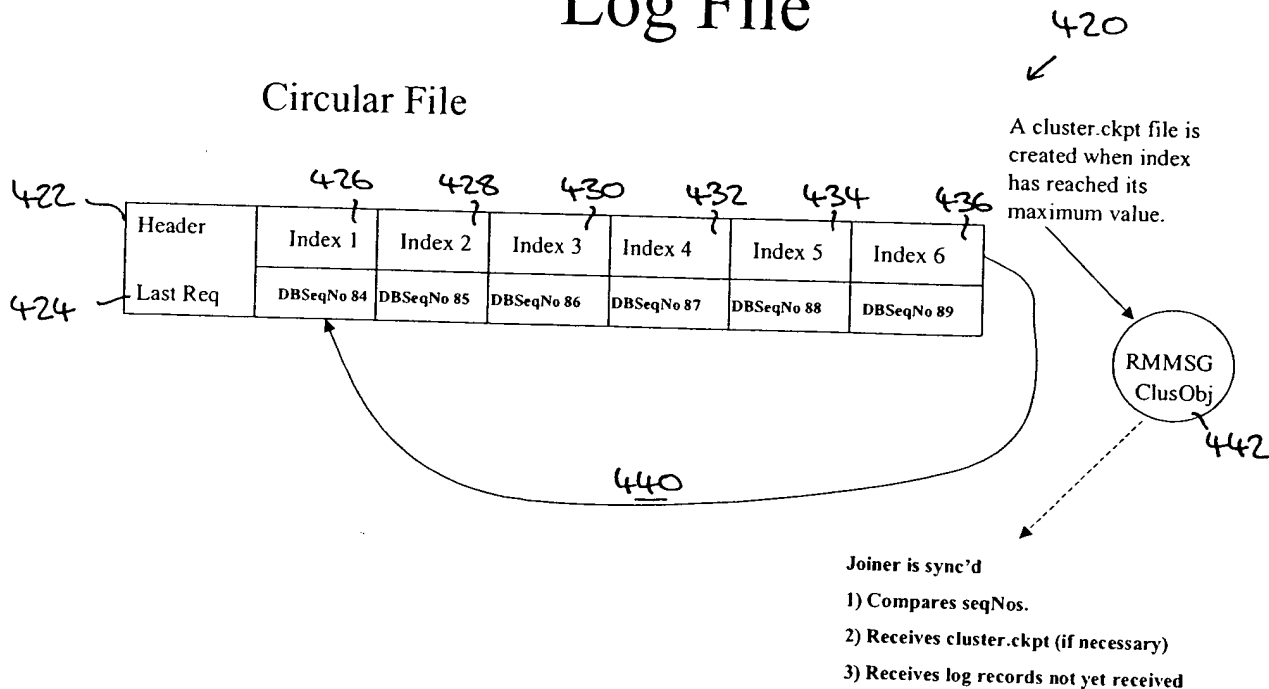 Log File
420
Circular File
A cluster.ckpt file is
created when index
has reached its
maximum value.
422
426
428
430
432
434
436
Header
Index 1
Index 2
Index 3
Index 4
Index 5
Index 6
424
Last Req
DBSeqNo 84
DBSeqNo 85
DBSeqNo 86
DBSeqNo 87
DBSeqNo 88
DBSeqNo 89
RMMSG
ClusObj
442
440
Joiner is sync'd
1) Compares seqNos.
2) Receives cluster.ckpt (if necessary)
3) Receives log records not yet received